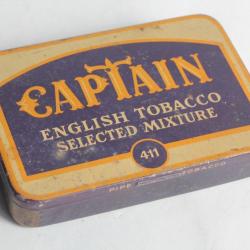 CAPTAIN
ENGLISH TOBACCO
SELECTED MIXTURE
411
PIPE TOBACCO